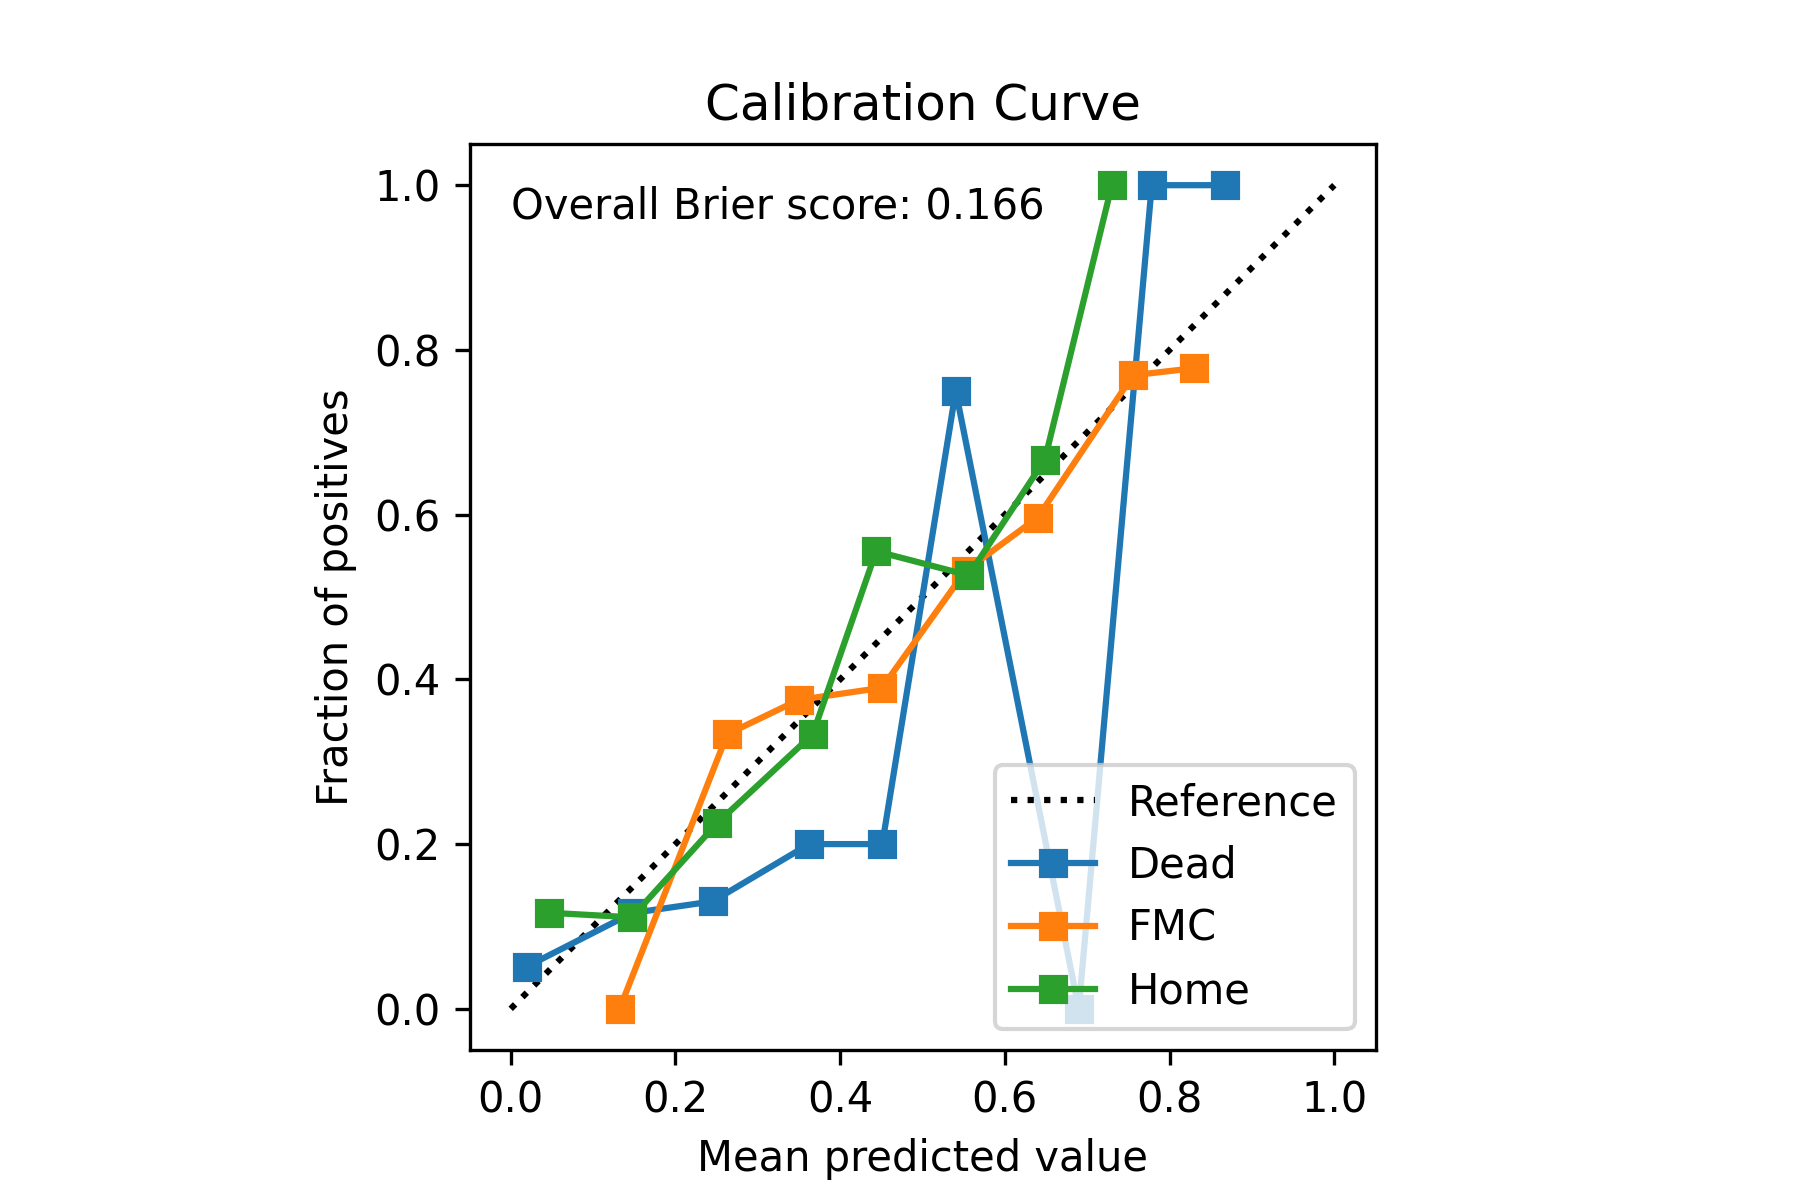 Calibration Curve
Overall Brier score: 0.166
1.0
0.8
0.6
0.4
0.2
0.0
Fraction of positives
Reference
Dead
FMC
Home
0.0 0.2 0.4 0.6 0.8 1.0
Mean predicted value